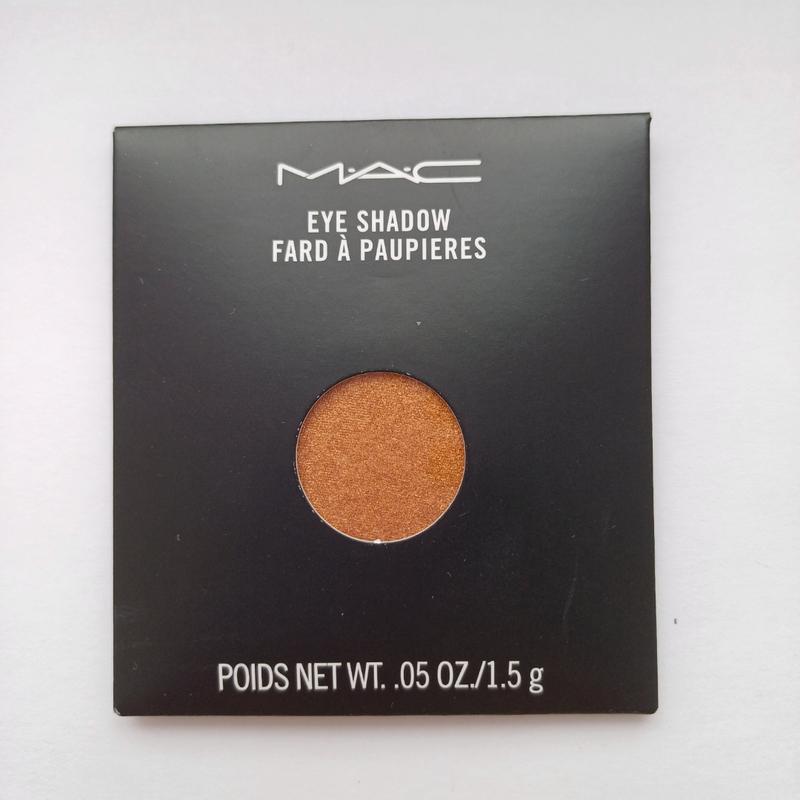 M·A·C
EYE SHADOW
FARD À PAUPIERES
POIDS NET WT. .05 OZ./1.5 g